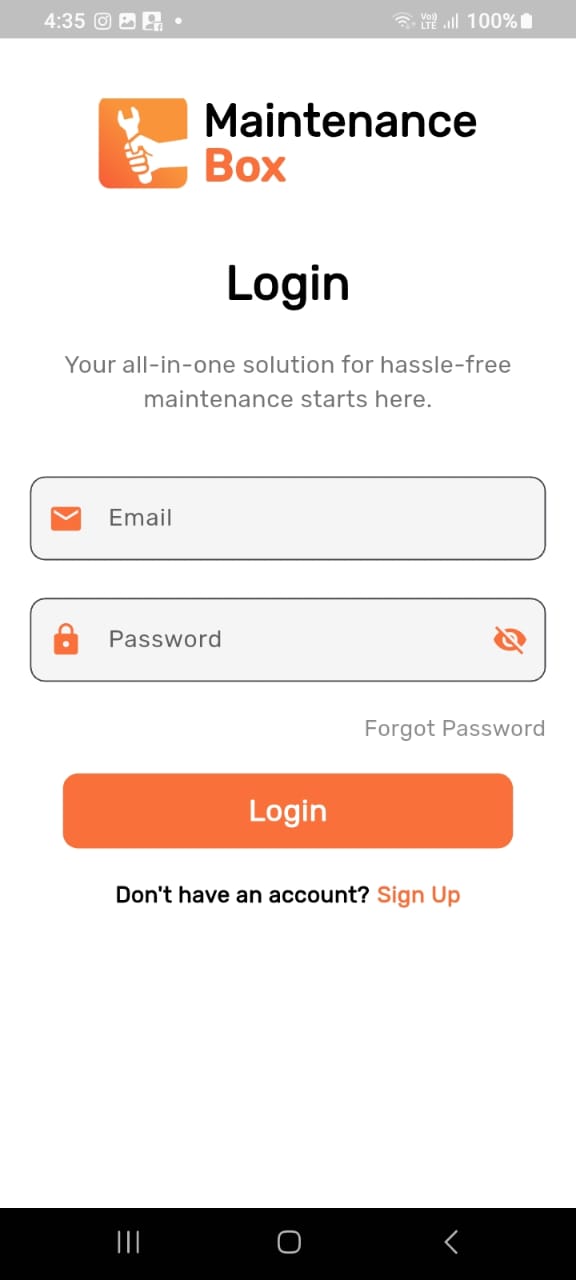 4:35 VoLTE 100%
Maintenance
Box
Login
Your all-in-one solution for hassle-free
maintenance starts here.
Email
Password
Forgot Password
Login
Don't have an account? Sign Up